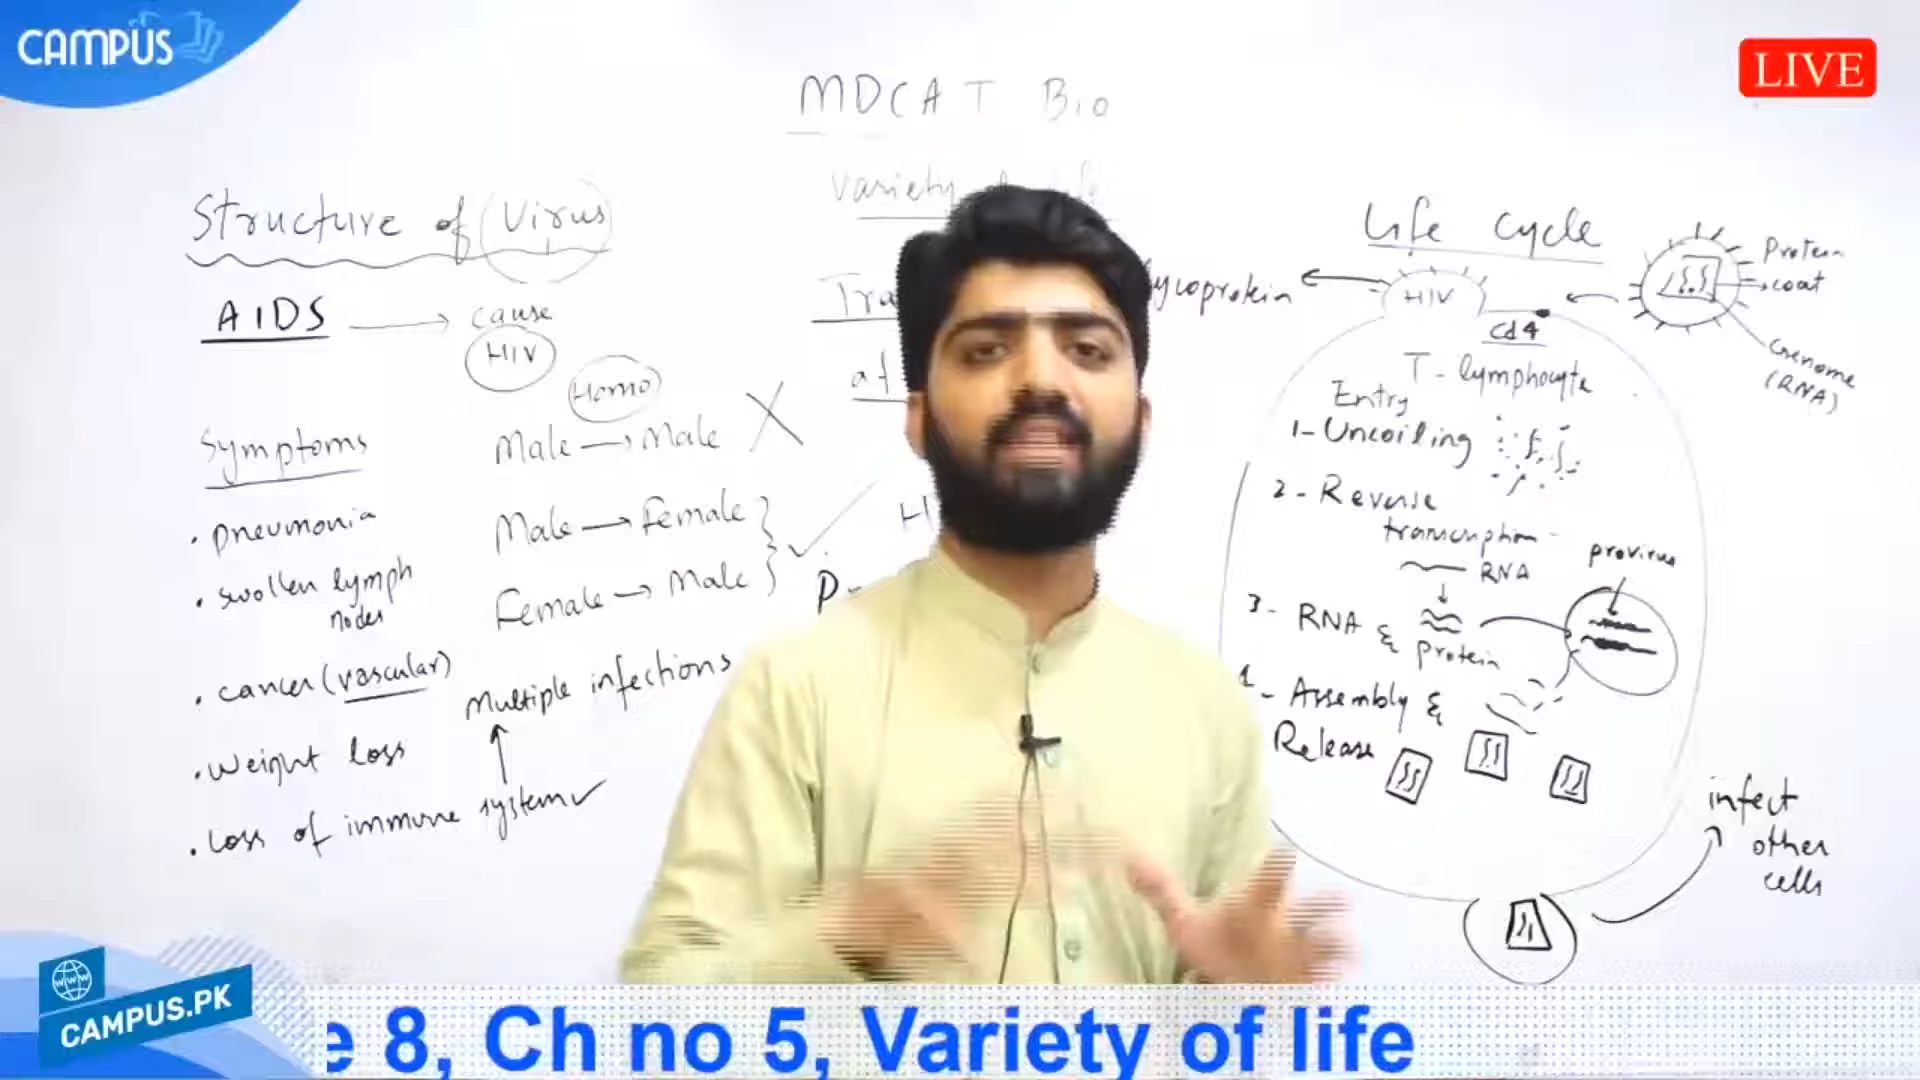 CAMPUS
LIVE
MDCAT Bio
Variety
Structure of Virus
AIDS → cause
HIV
Homo
Symptoms
Male → Male X
• pneumonia
Male → Female
• swollen lymph
nodes
Female → Male
• cancer (vascular)
Multiple infections
• Weight loss
• Loss of immune system
Life Cycle
HIV
Protein
coat
Genome
(RNA)
cd4
T - lymphocyte
Entry
1- Uncoiling
2 - Reverse
transcription
provirus
RNA
3 - RNA &
protein
- Assembly &
Release
infect
other
cells
WWW
CAMPUS.PK
e 8, Ch no 5, Variety of life